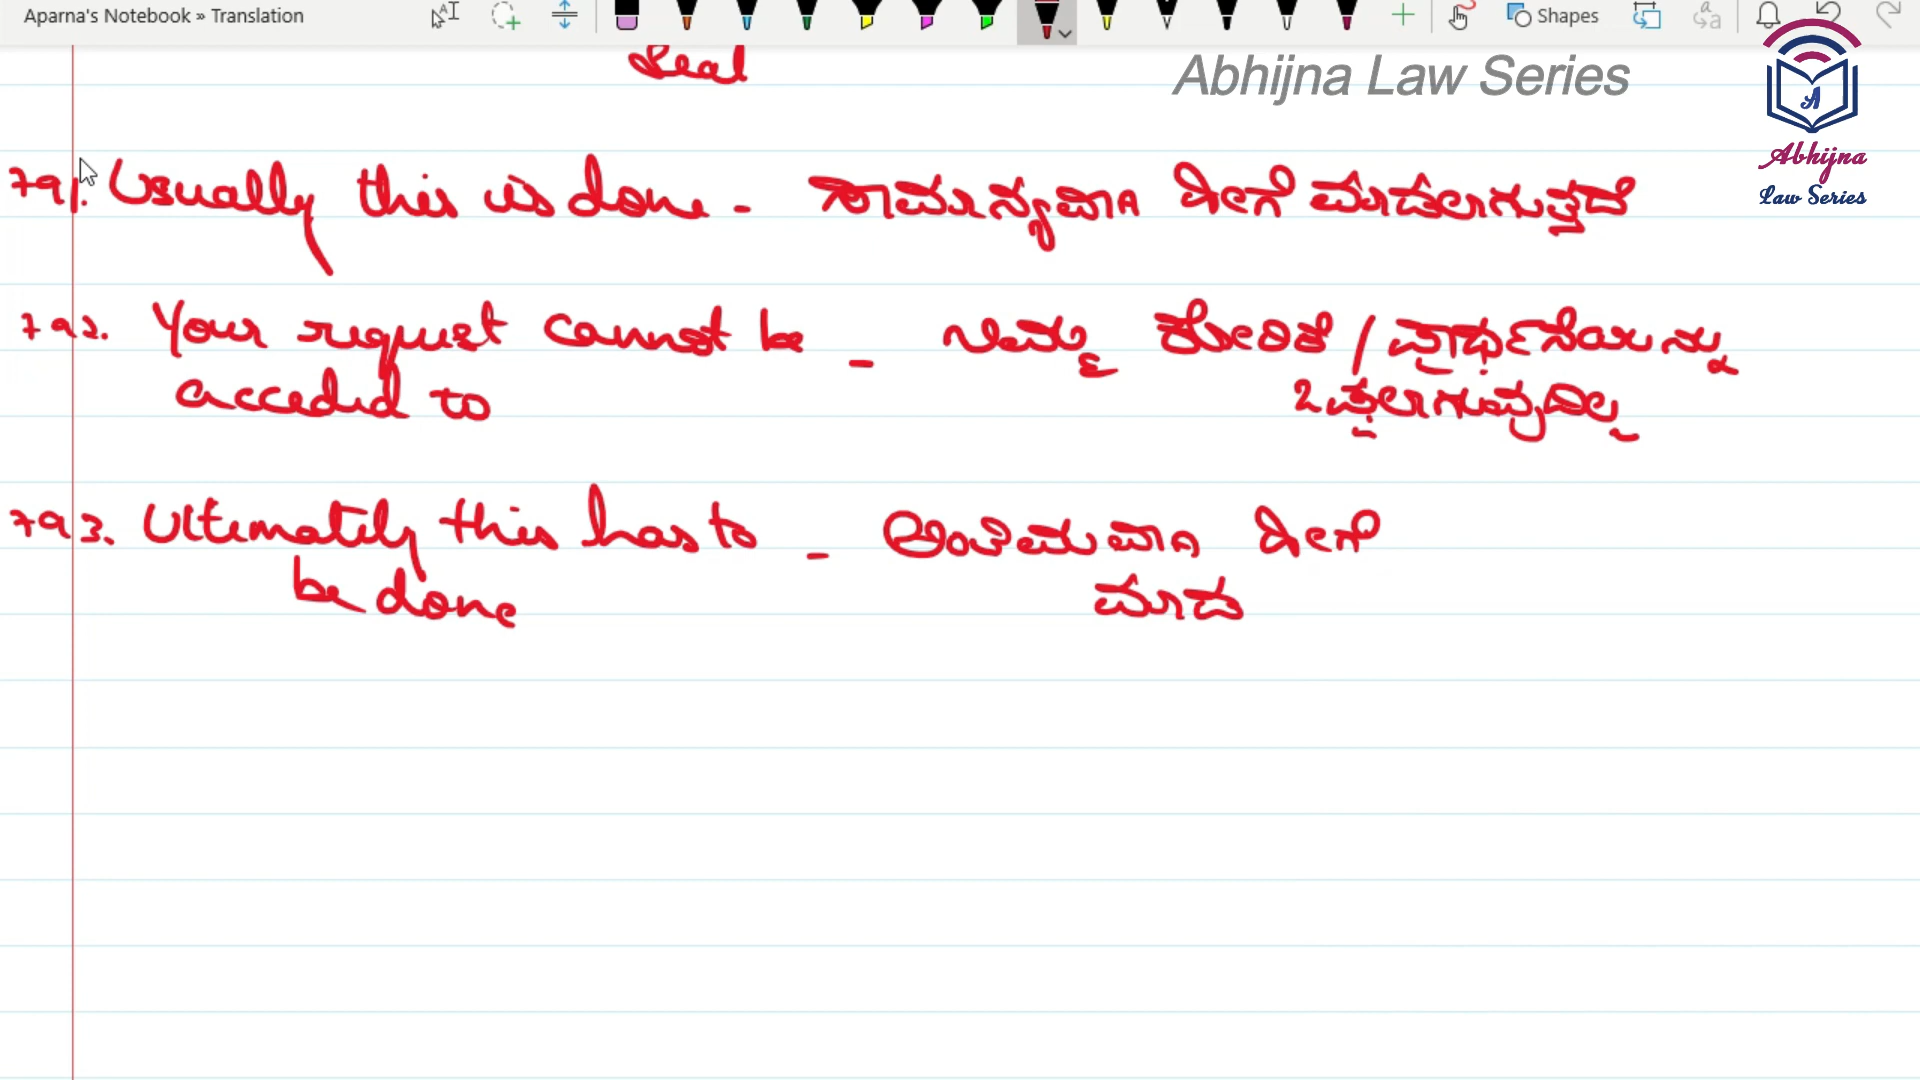 Aparna's Notebook » Translation
Shapes
Seal
Abhijna Law Series
Abhijna
Law Series
791. Usually this is done - ಸಾಮಾನ್ಯವಾಗಿ ಹೀಗೆ ಮಾಡಲಾಗುತ್ತದೆ
792. Your request cannot be - ನಿಮ್ಮ ಕೋರಿಕೆ / ಪ್ರಾರ್ಥನೆಯನ್ನು
acceded to ಒಪ್ಪಲಾಗುವುದಿಲ್ಲ
793. Ultimately this has to - ಅಂತಿಮವಾಗಿ ಹೀಗೆ
be done ಮಾಡ